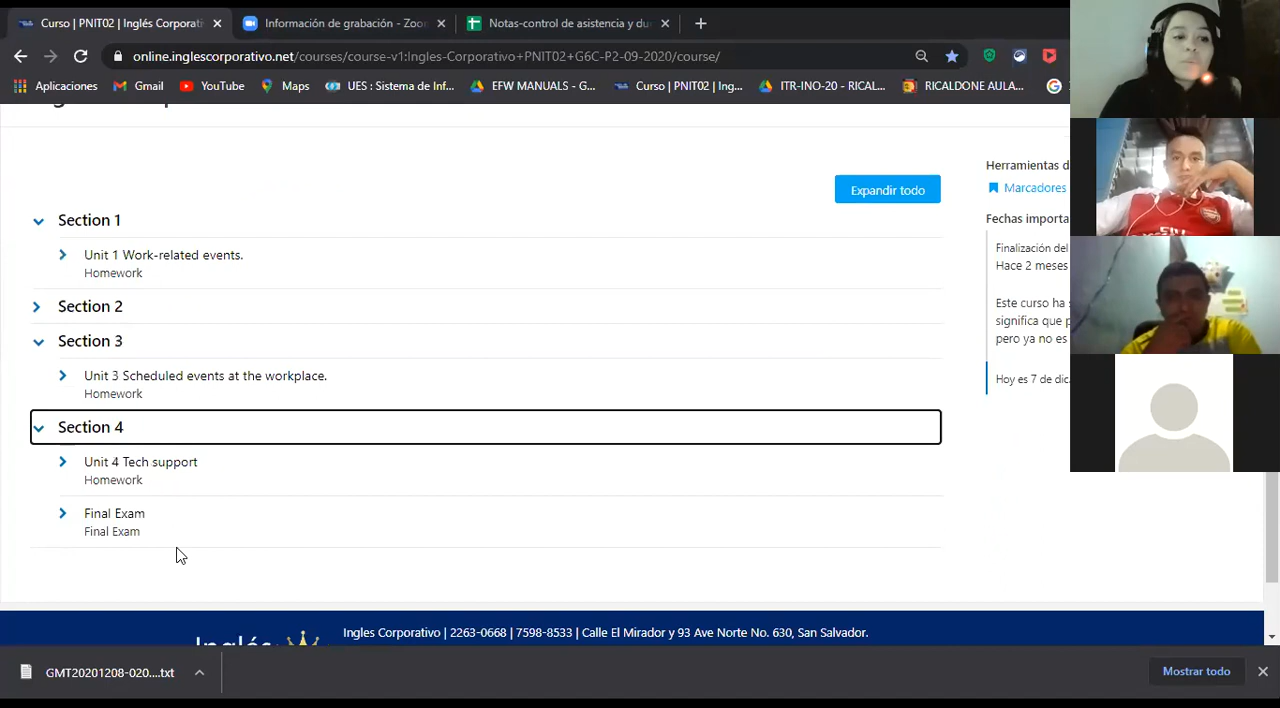 Curso | PNIT02 | Inglés Corporati
Información de grabación - Zoo
Notas-control de asistencia y du
online.inglescorporativo.net/courses/course-v1:Ingles-Corporativo+PNIT02+G6C-P2-09-2020/course/
Aplicaciones
Gmail
YouTube
Maps
UES : Sistema de Inf...
EFW MANUALS - G...
Curso | PNIT02 | Ing...
ITR-INO-20 - RICAL...
RICALDONE AULA...
Expandir todo
Herramientas d
Marcadores
Fechas importa
Finalización del
Hace 2 meses
Este curso ha s
significa que p
pero ya no es
Hoy es 7 de dic.
Section 1
Unit 1 Work-related events.
Homework
Section 2
Section 3
Unit 3 Scheduled events at the workplace.
Homework
Section 4
Unit 4 Tech support
Homework
Final Exam
Final Exam
Inglés
Ingles Corporativo | 2263-0668 | 7598-8533 | Calle El Mirador y 93 Ave Norte No. 630, San Salvador.
GMT20201208-020....txt
Mostrar todo